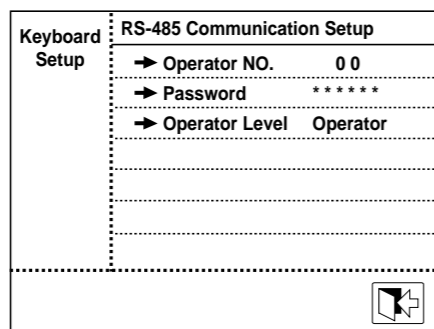 Keyboard
Setup
RS-485 Communication Setup
➔ Operator NO. 0 0
➔ Password * * * * * *
➔ Operator Level Operator